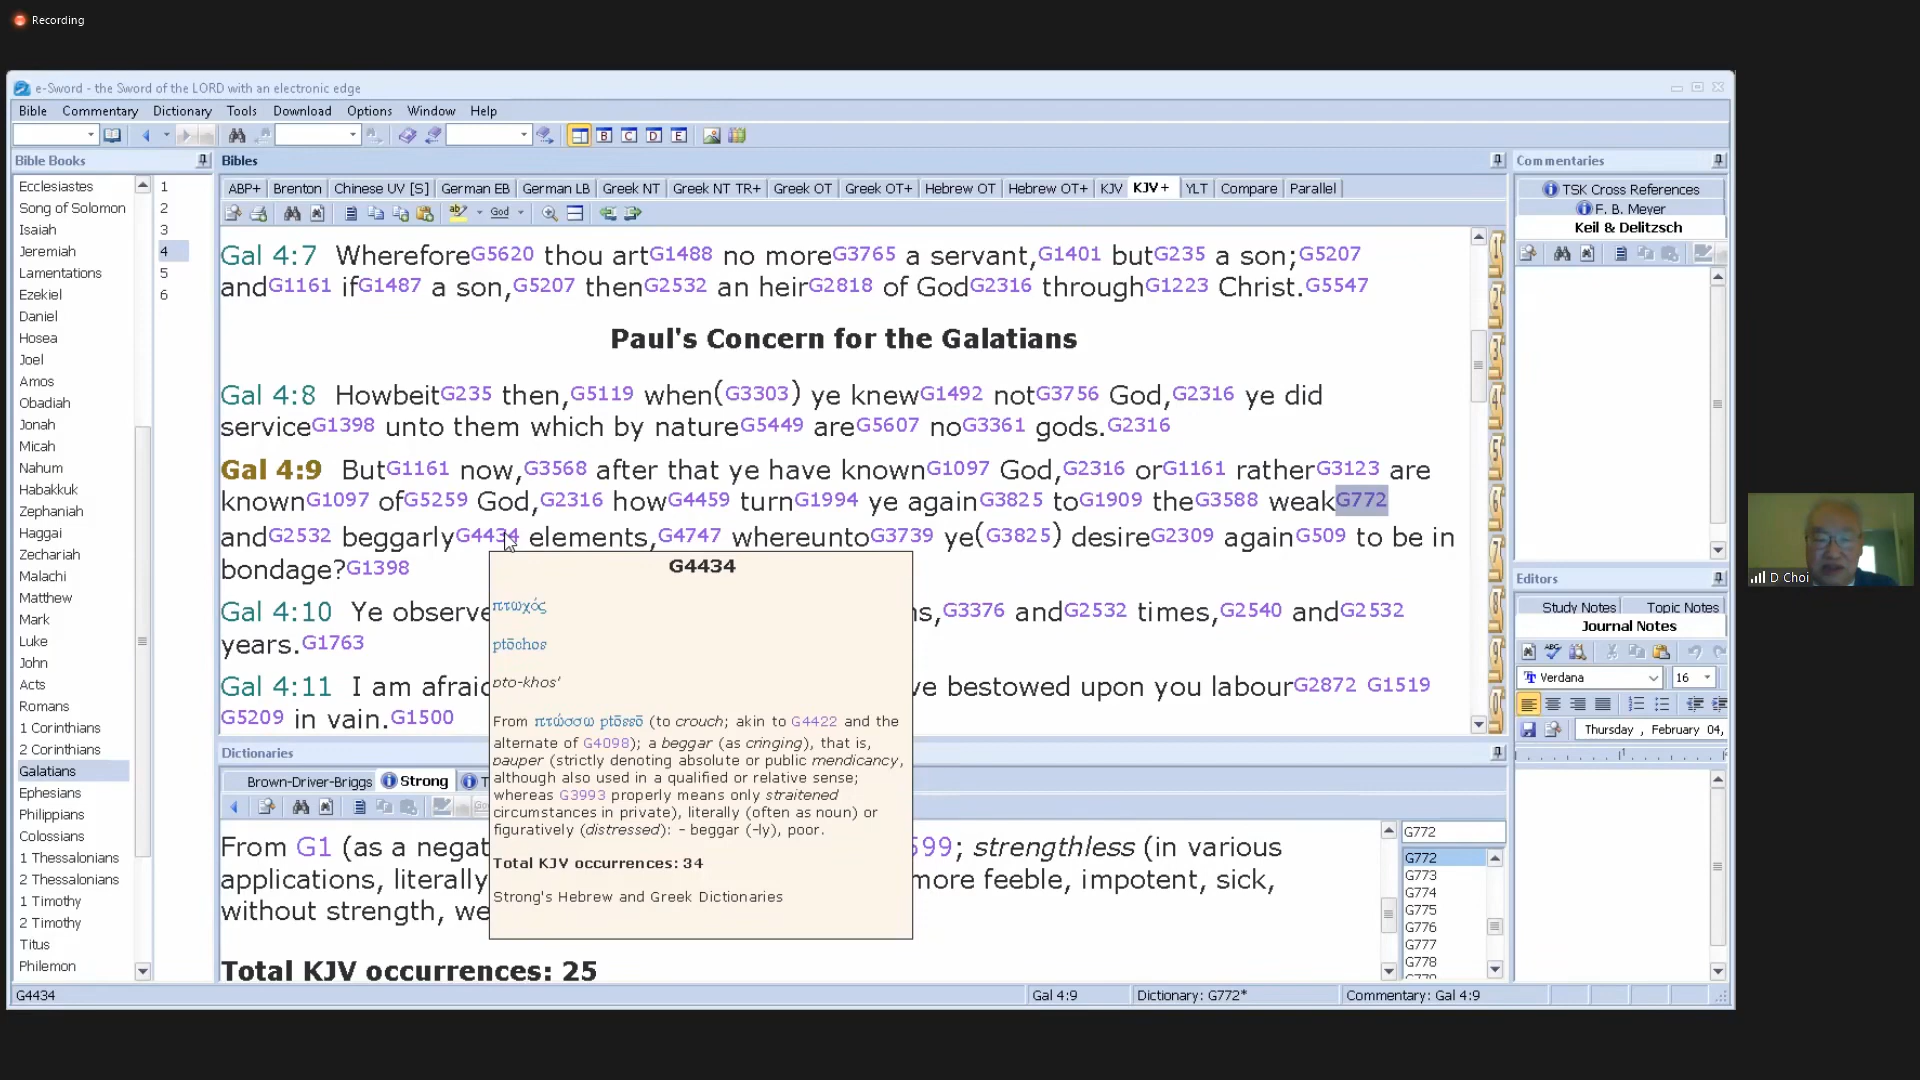 Recording
e-Sword - the Sword of the LORD with an electronic edge
Bible Commentary Dictionary Tools Options Window Help
B C D E
Bible Books
Ecclesiastes
Song of Solomon
Isaiah
Jeremiah
Lamentations
Ezekiel
Daniel
Hosea
Joel
Amos
Obadiah
Jonah
Micah
Nahum
Habakkuk
Zephaniah
Haggai
Zechariah
Malachi
Matthew
Mark
Luke
John
Acts
Romans
1 Corinthians
2 Corinthians
Galatians
Ephesians
Philippians
Colossians
1 Thessalonians
2 Thessalonians
1 Timothy
2 Timothy
Titus
Philemon
1
2
3
4
5
6
Bibles
ABP+ Brenton Chinese UV [S] German EB German LB Greek NT Greek NT TR+ Greek OT Greek OT+ Hebrew OT Hebrew OT+ KJV KJV+ YLT Compare Parallel
God
Gal 4:7 WhereforeG5620 thou artG1488 no moreG3765 a servant,G1401 butG235 a son;G5207
andG1161 ifG1487 a son,G5207 thenG2532 an heirG2818 of GodG2316 throughG1223 Christ.G5547
Paul's Concern for the Galatians
Gal 4:8 HowbeitG235 then,G5119 when(G3303) ye knewG1492 notG3756 God,G2316 ye did
serviceG1398 unto them which by natureG5449 areG5607 noG3361 gods.G2316
Gal 4:9 ButG1161 now,G3568 after that ye have knownG1097 God,G2316 orG1161 ratherG3123 are
knownG1097 ofG5259 God,G2316 howG4459 turnG1994 ye againG3825 toG1909 theG3588 weakG772
andG2532 beggarlyG4434 elements,G4747 whereuntoG3739 ye(G3825) desireG2309 againG509 to be in
bondage?G1398
Gal 4:10 Ye observe ns,G3376 andG2532 times,G2540 andG2532
years.G1763
Gal 4:11 I am afraid ve bestowed upon you labourG2872 G1519
G5209 in vain.G1500
G4434
πτωχός
ptōchos
pto-khos'
From πτώσσω ptōssō (to crouch; akin to G4422 and the
alternate of G4098); a beggar (as cringing), that is,
pauper (strictly denoting absolute or public mendicancy,
although also used in a qualified or relative sense;
whereas G3993 properly means only straitened
circumstances in private), literally (often as noun) or
figuratively (distressed): - beggar (-ly), poor.
Total KJV occurrences: 34
Strong's Hebrew and Greek Dictionaries
Dictionaries
Brown-Driver-Briggs Strong T
From G1 (as a negat 599; strengthless (in various
applications, literally more feeble, impotent, sick,
without strength, we
Total KJV occurrences: 25
G772
G772
G773
G774
G775
G776
G777
G778
Commentaries
TSK Cross References
F. B. Meyer
Keil & Delitzsch
Editors
Study Notes Topic Notes
Journal Notes
Verdana 16
Thursday , February 04,
1
G4434 Gal 4:9 Dictionary: G772* Commentary: Gal 4:9
D Choi